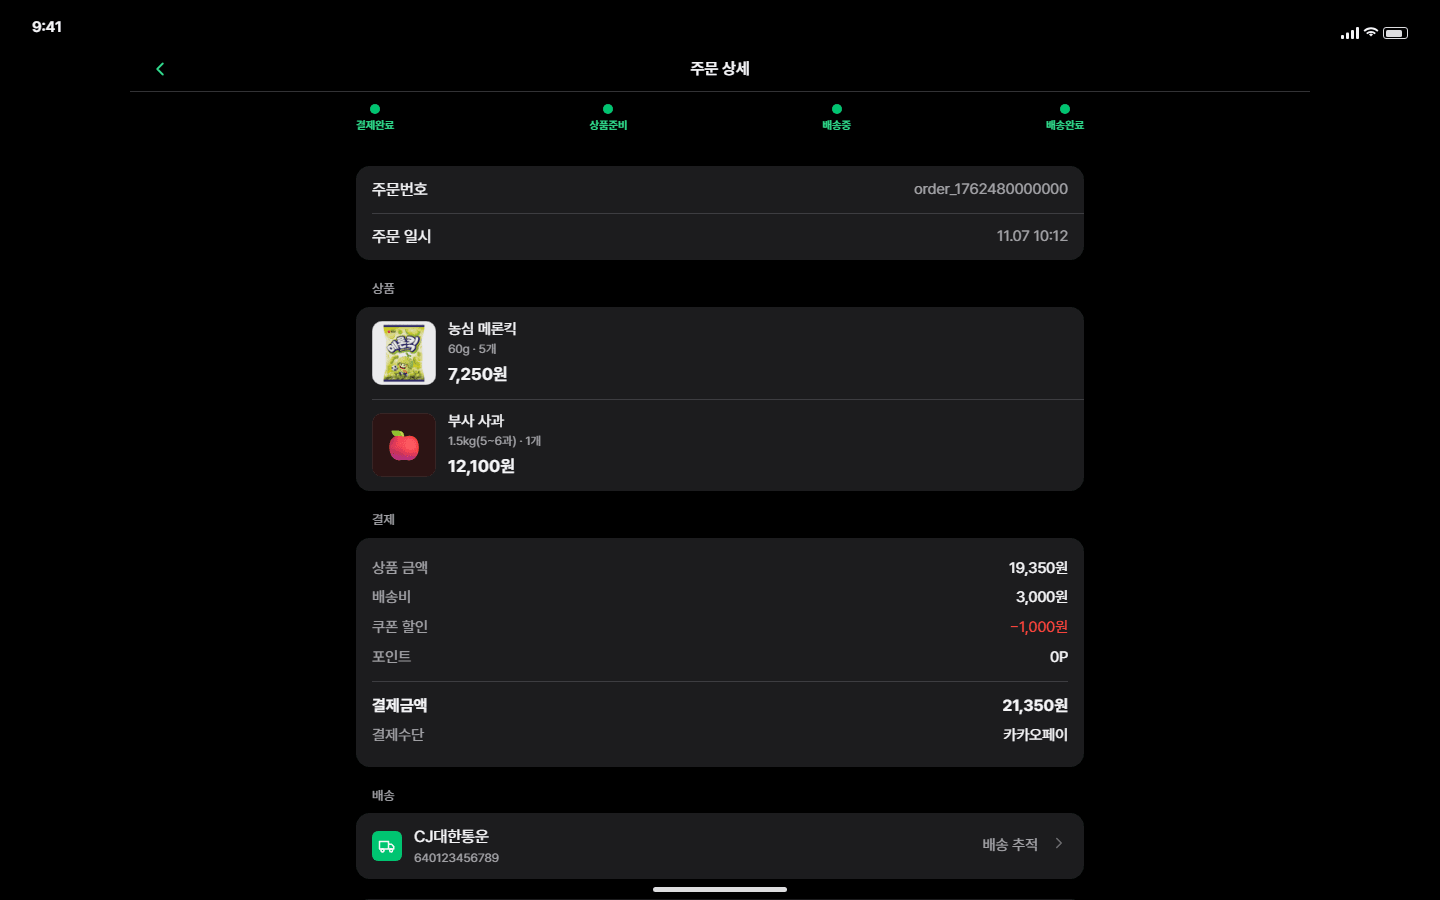 9:41
주문 상세
결제완료
상품준비
배송중
배송완료
주문번호 order_1762480000000
주문 일시 11.07 10:12
상품
메론킥
농심 메론킥
60g · 5개
7,250원
부사 사과
1.5kg(5~6과) · 1개
12,100원
결제
상품 금액 19,350원
배송비 3,000원
쿠폰 할인 −1,000원
포인트 0P
결제금액 21,350원
결제수단 카카오페이
배송
CJ대한통운
640123456789
배송 추적